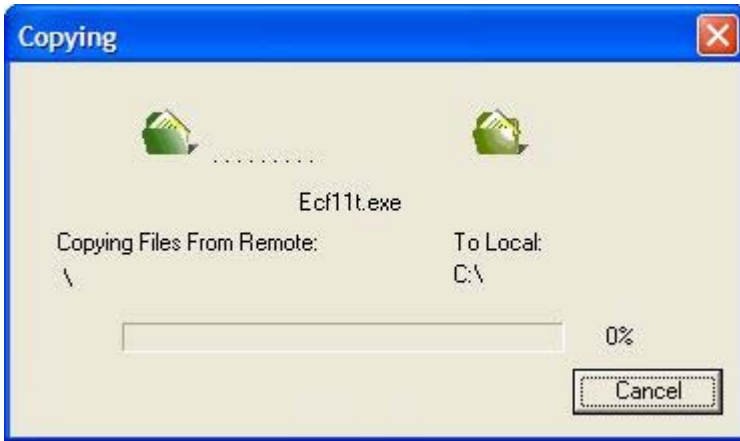 Copying
Ecf11t.exe
Copying Files From Remote:
To Local:
\
C:\
0%
Cancel